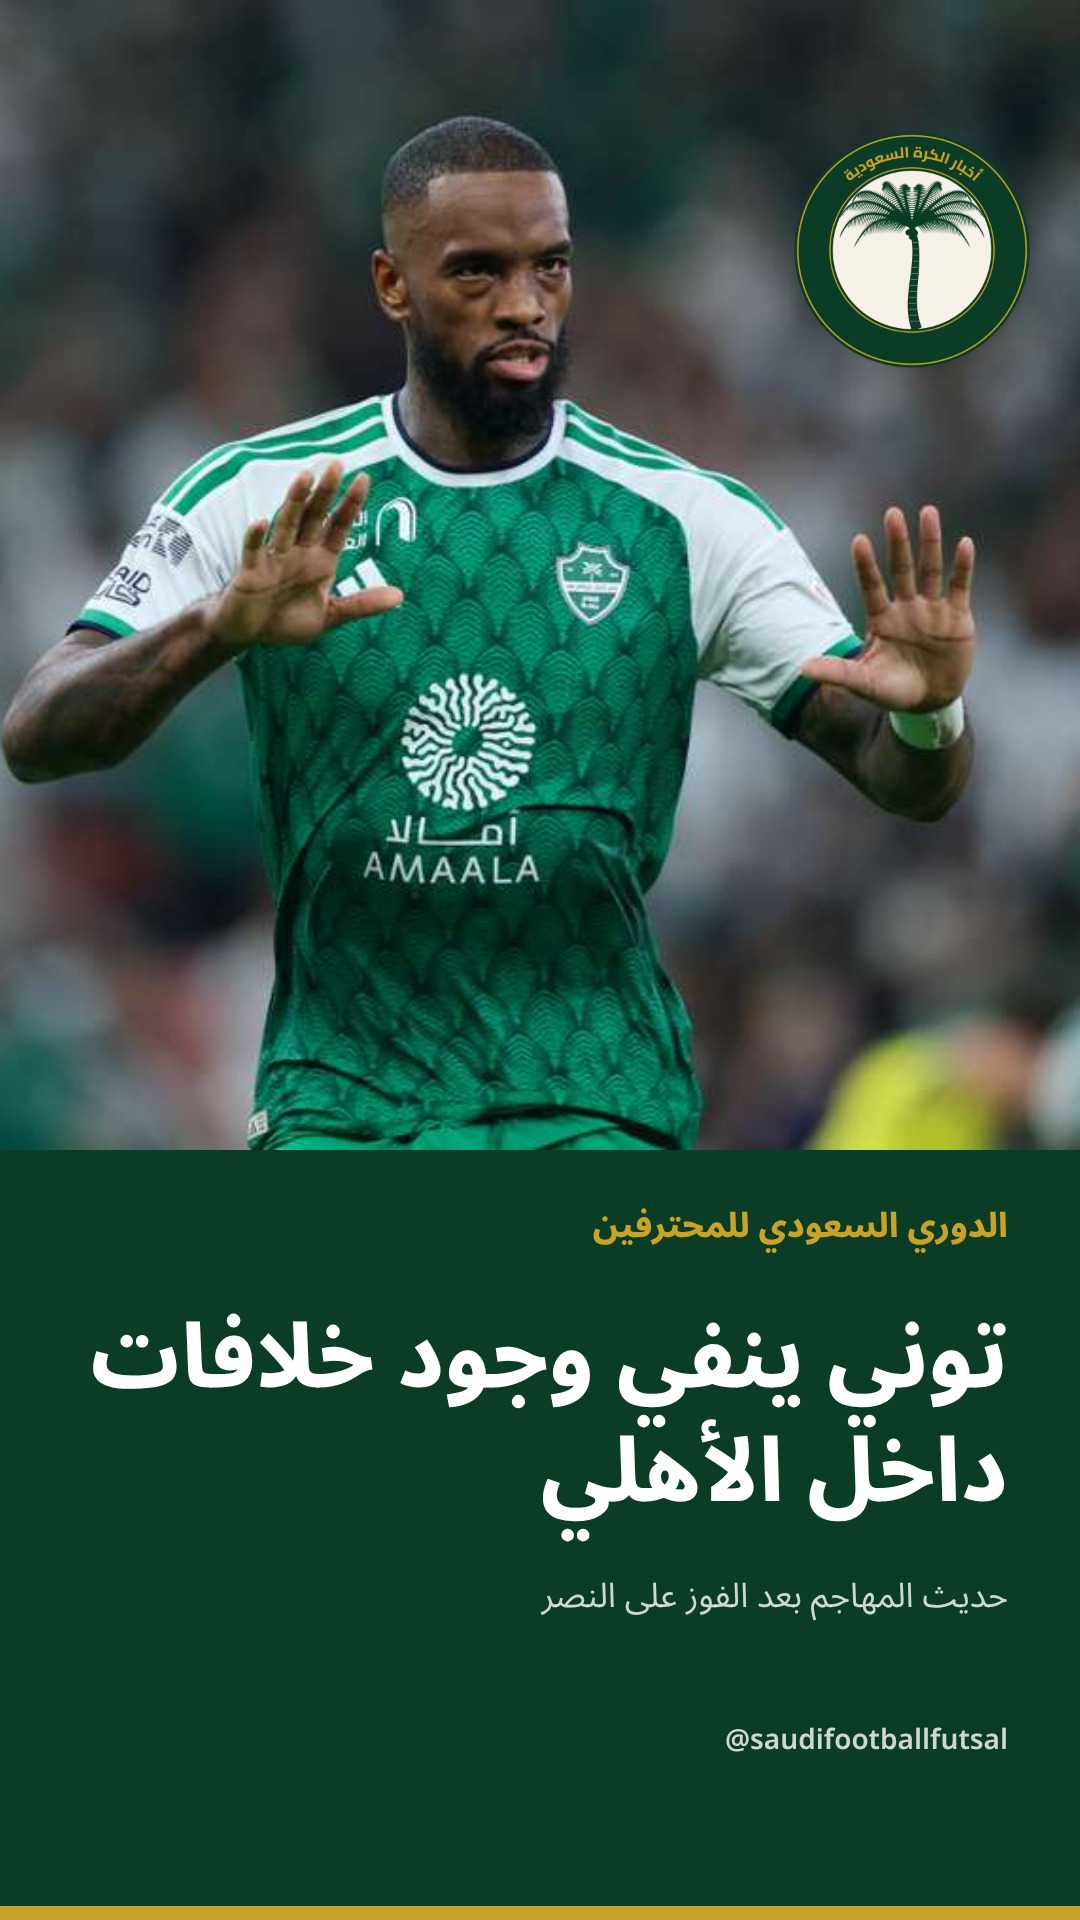 أخبار الكرة السعودية
أمالا
AMAALA
الدوري السعودي للمحترفين
توني ينفي وجود خلافات
داخل الأهلي
حديث المهاجم بعد الفوز على النصر
@saudifootballfutsal